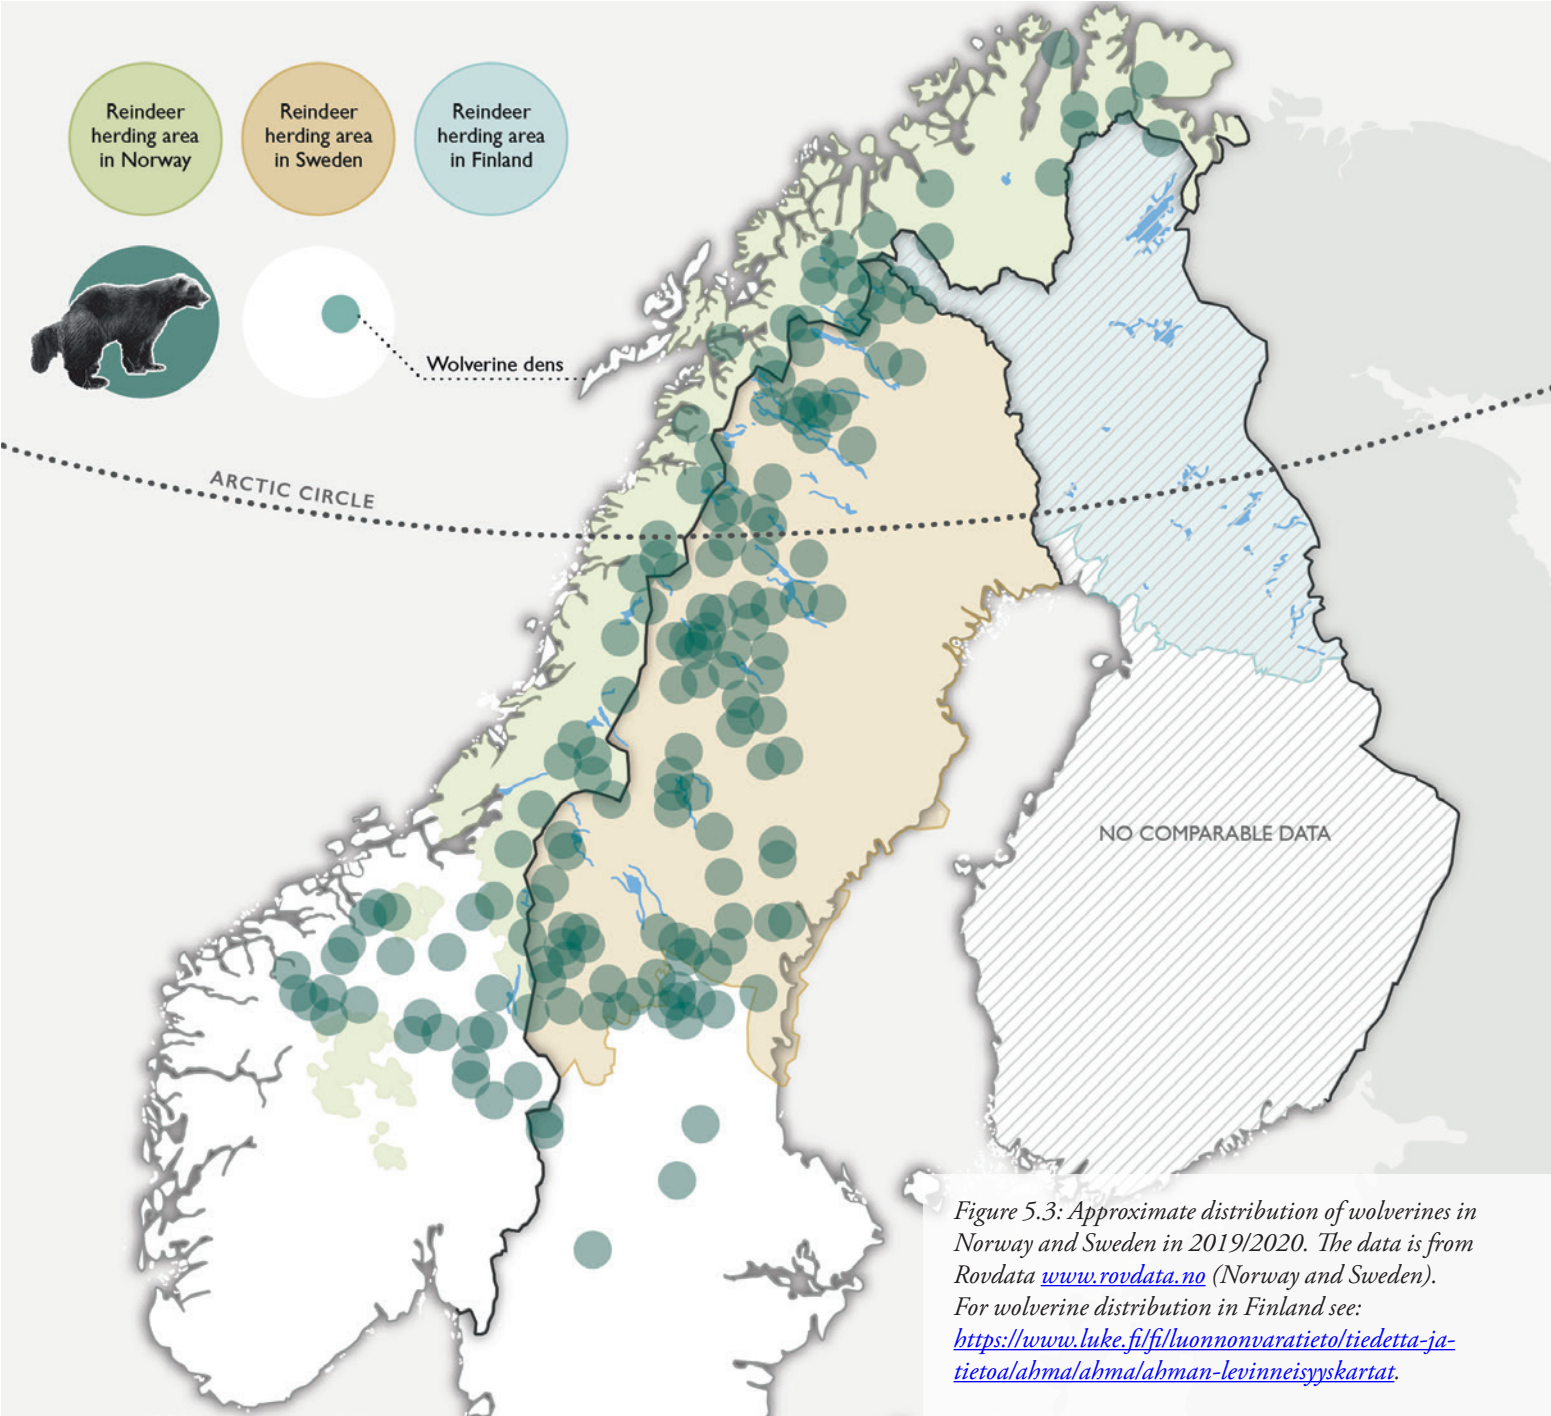 Reindeer
herding area
in Norway
Reindeer
herding area
in Sweden
Reindeer
herding area
in Finland
Wolverine dens
ARCTIC CIRCLE
NO COMPARABLE DATA
Figure 5.3: Approximate distribution of wolverines in
Norway and Sweden in 2019/2020. The data is from
Rovdata www.rovdata.no (Norway and Sweden).
For wolverine distribution in Finland see:
https://www.luke.fi/fi/luonnonvaratieto/tiedetta-ja-
tietoa/ahma/ahma/ahman-levinneisyyskartat.